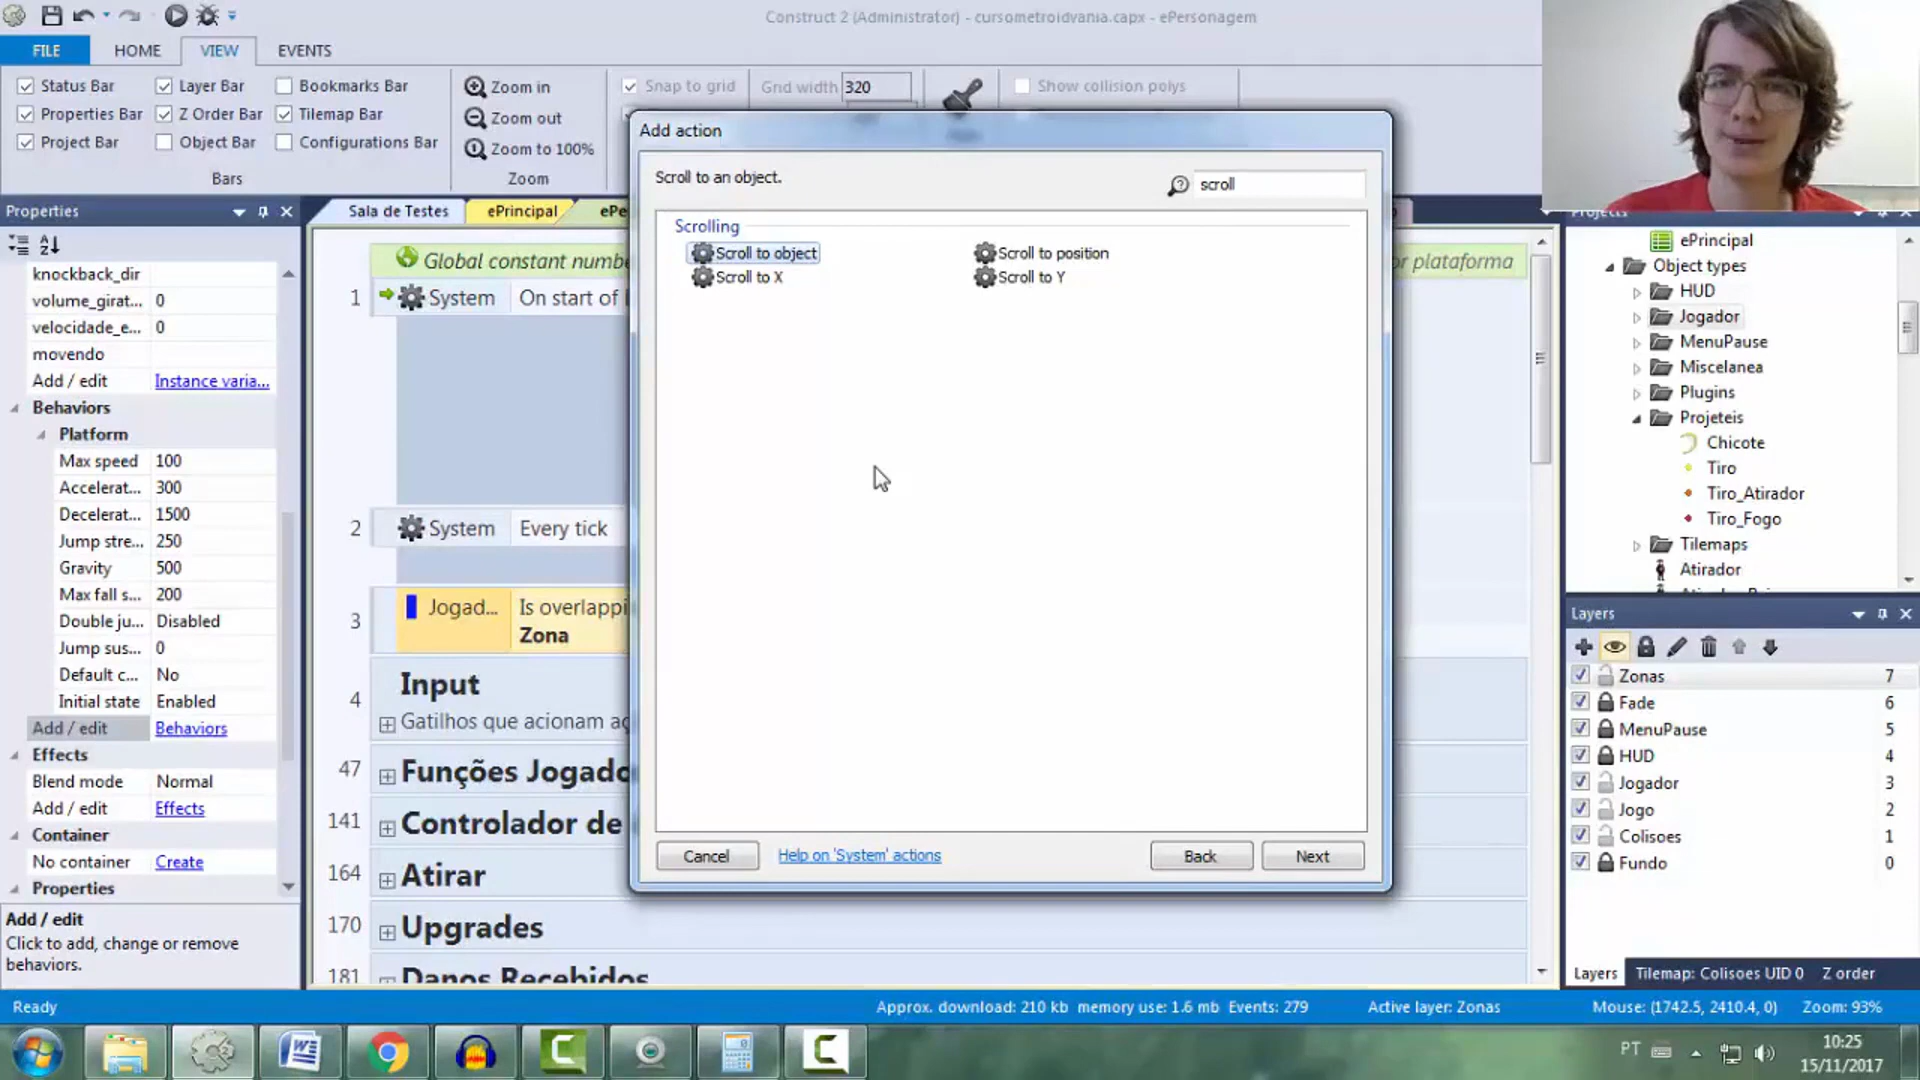 Construct 2 (Administrator) - cursometroidvania.capx - ePersonagem
FILE
HOME
VIEW
EVENTS
Status Bar
Layer Bar
Bookmarks Bar
Properties Bar
Z Order Bar
Tilemap Bar
Project Bar
Object Bar
Configurations Bar
Bars
Zoom in
Zoom out
Zoom to 100%
Zoom
Snap to grid
Grid width 320
Show collision polys
Add action
Scroll to an object.
scroll
Scrolling
Scroll to object
Scroll to position
Scroll to X
Scroll to Y
Cancel
Help on 'System' actions
Back
Next
Properties
knockback_dir
volume_girat... 0
velocidade_e... 0
movendo
Add / edit Instance varia...
Behaviors
Platform
Max speed 100
Accelerat... 300
Decelerat... 1500
Jump stre... 250
Gravity 500
Max fall s... 200
Double ju... Disabled
Jump sus... 0
Default c... No
Initial state Enabled
Add / edit Behaviors
Effects
Blend mode Normal
Add / edit Effects
Container
No container Create
Properties
Add / edit
Click to add, change or remove
behaviors.
Sala de Testes
ePrincipal
ePe
Global constant numbe
or plataforma
1 System On start of l
2 System Every tick
3 Jogad... Is overlappi
Zona
4 Input
Gatilhos que acionam aç
47 Funções Jogado
141 Controlador de
164 Atirar
170 Upgrades
181 Danos Recebidos
Projects
ePrincipal
Object types
HUD
Jogador
MenuPause
Miscelanea
Plugins
Projeteis
Chicote
Tiro
Tiro_Atirador
Tiro_Fogo
Tilemaps
Atirador
Layers
Zonas 7
Fade 6
MenuPause 5
HUD 4
Jogador 3
Jogo 2
Colisoes 1
Fundo 0
Layers
Tilemap: Colisoes UID 0
Z order
Ready
Approx. download: 210 kb
memory use: 1.6 mb
Events: 279
Active layer: Zonas
Mouse: (1742.5, 2410.4, 0)
Zoom: 93%
PT
10:25
15/11/2017